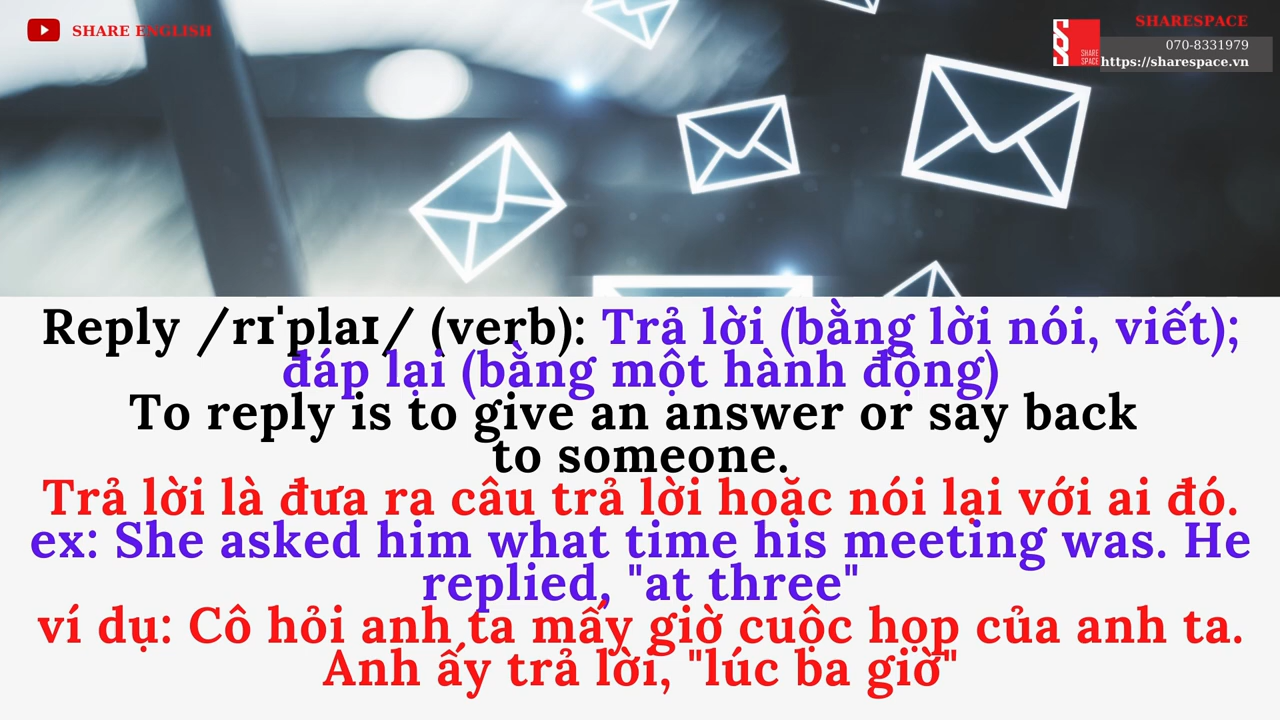 SHARE ENGLISH
SHARESPACE
070-8331979
SHARE
SPACE
https://sharespace.vn
Reply /rɪˈplaɪ/ (verb): Trả lời (bằng lời nói, viết);
đáp lại (bằng một hành động)
To reply is to give an answer or say back
to someone.
Trả lời là đưa ra câu trả lời hoặc nói lại với ai đó.
ex: She asked him what time his meeting was. He
replied, "at three"
ví dụ: Cô hỏi anh ta mấy giờ cuộc họp của anh ta.
Anh ấy trả lời, "lúc ba giờ"